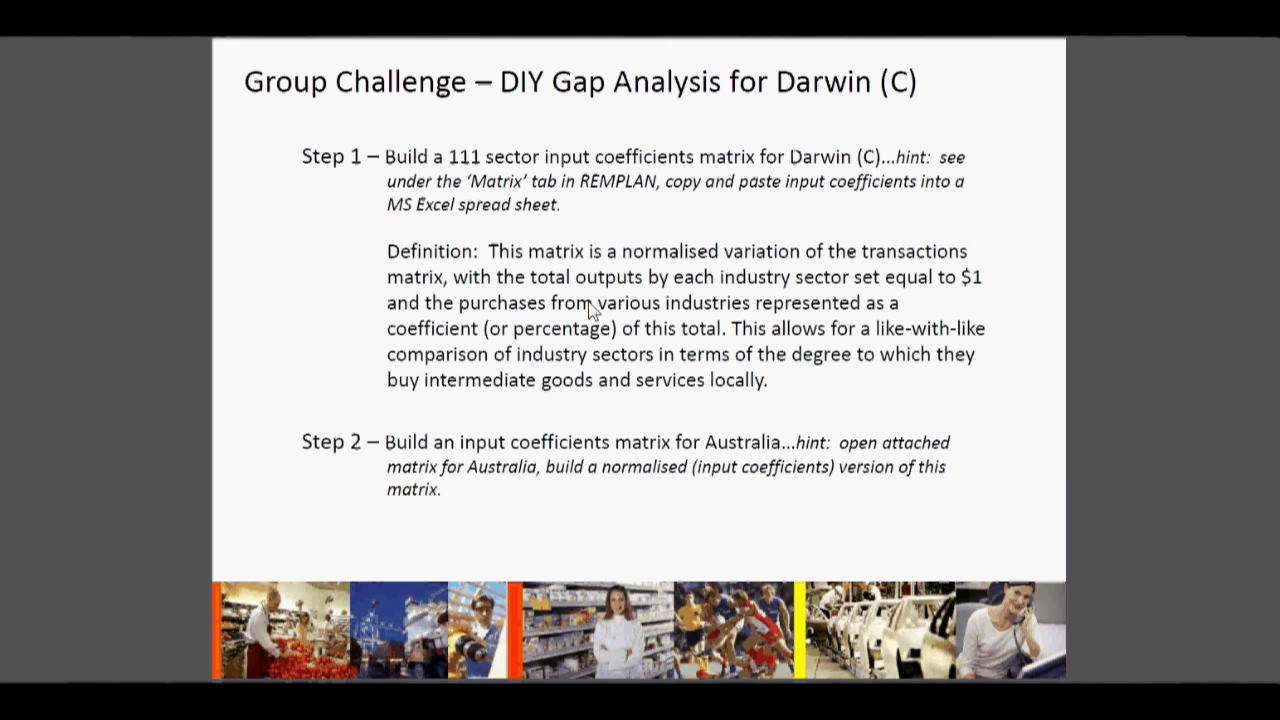 Group Challenge – DIY Gap Analysis for Darwin (C)
Step 1 – Build a 111 sector input coefficients matrix for Darwin (C)...hint: see
under the ‘Matrix’ tab in REMPLAN, copy and paste input coefficients into a
MS Excel spread sheet.
Definition: This matrix is a normalised variation of the transactions
matrix, with the total outputs by each industry sector set equal to $1
and the purchases from various industries represented as a
coefficient (or percentage) of this total. This allows for a like-with-like
comparison of industry sectors in terms of the degree to which they
buy intermediate goods and services locally.
Step 2 – Build an input coefficients matrix for Australia...hint: open attached
matrix for Australia, build a normalised (input coefficients) version of this
matrix.